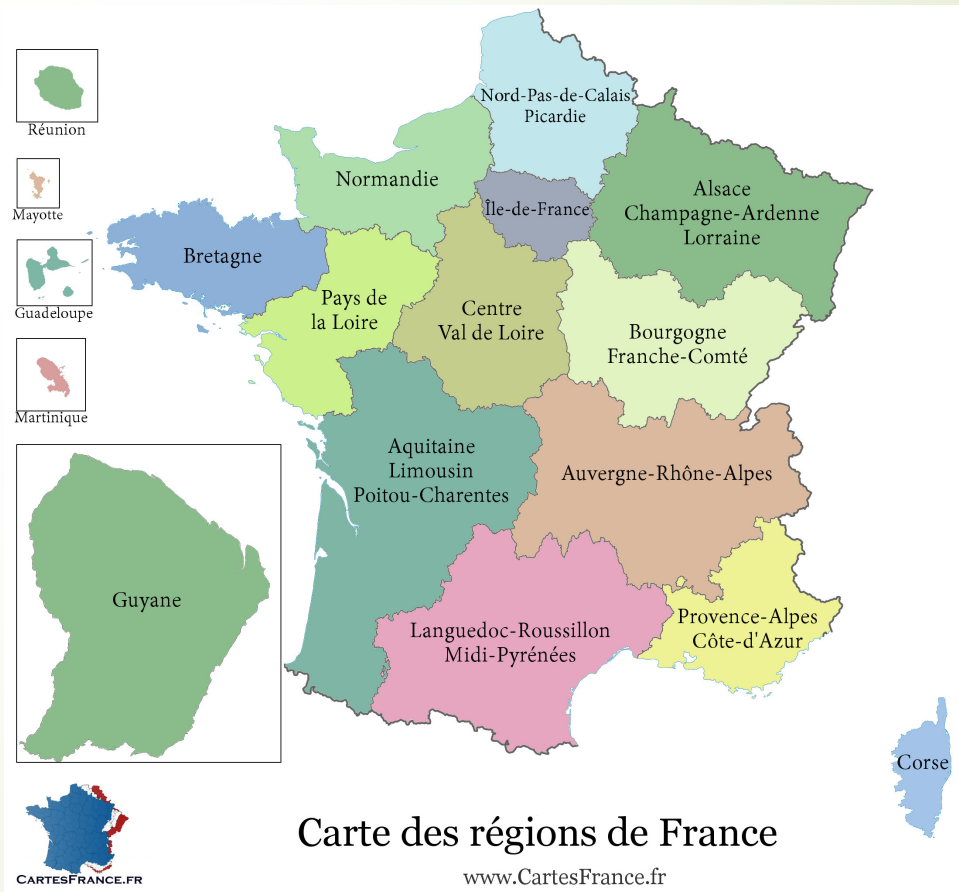 Nord-Pas-de-Calais
Picardie
Réunion
Normandie
Île-de-France
Alsace
Champagne-Ardenne
Lorraine
Mayotte
Bretagne
Guadeloupe
Pays de
la Loire
Centre
Val de Loire
Bourgogne
Franche-Comté
Martinique
Aquitaine
Limousin
Poitou-Charentes
Auvergne-Rhône-Alpes
Guyane
Languedoc-Roussillon
Midi-Pyrénées
Provence-Alpes
Côte-d'Azur
Corse
CARTESFRANCE.FR
Carte des régions de France
www.CartesFrance.fr